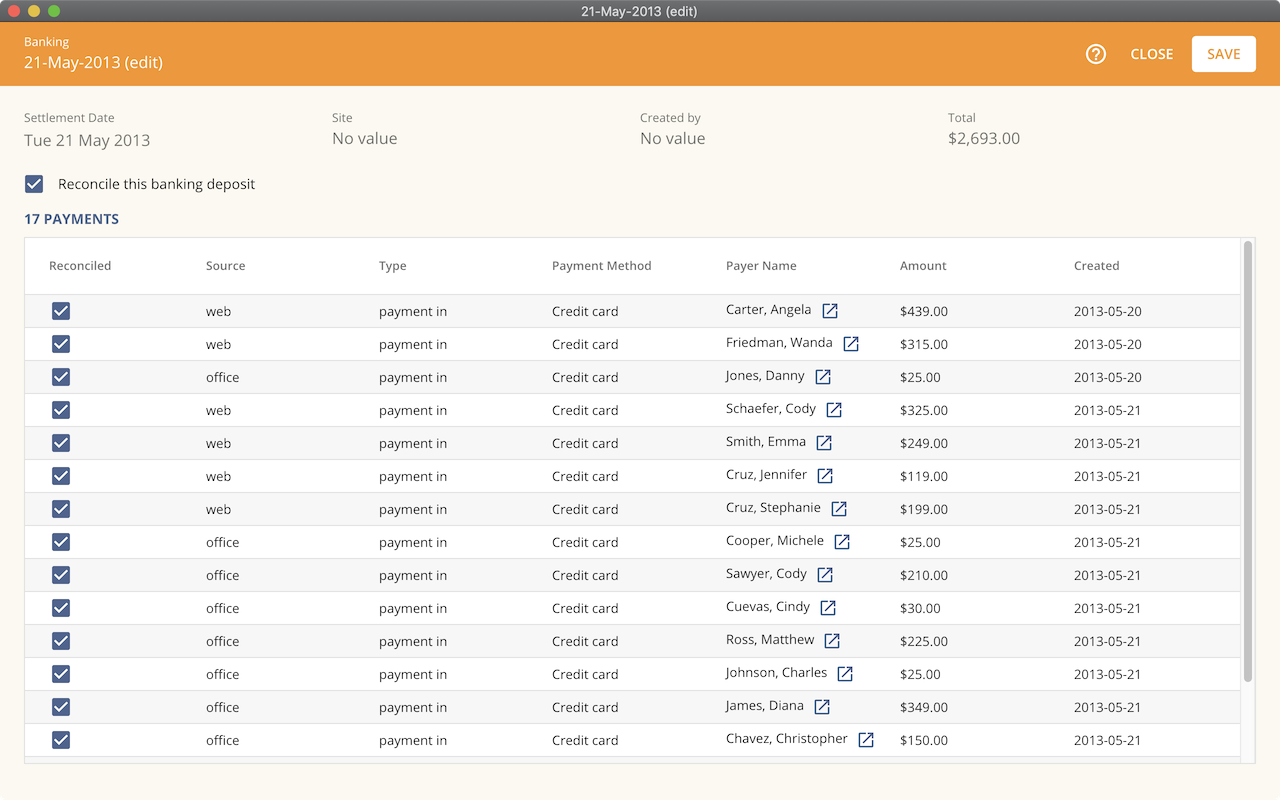 21-May-2013 (edit)
Banking
21-May-2013 (edit)
CLOSE SAVE
Settlement Date Site Created by Total
Tue 21 May 2013 No value No value $2,693.00
Reconcile this banking deposit
17 PAYMENTS
Reconciled Source Type Payment Method Payer Name Amount Created
web payment in Credit card Carter, Angela $439.00 2013-05-20
web payment in Credit card Friedman, Wanda $315.00 2013-05-20
office payment in Credit card Jones, Danny $25.00 2013-05-20
web payment in Credit card Schaefer, Cody $325.00 2013-05-21
web payment in Credit card Smith, Emma $249.00 2013-05-21
web payment in Credit card Cruz, Jennifer $119.00 2013-05-21
web payment in Credit card Cruz, Stephanie $199.00 2013-05-21
office payment in Credit card Cooper, Michele $25.00 2013-05-21
office payment in Credit card Sawyer, Cody $210.00 2013-05-21
office payment in Credit card Cuevas, Cindy $30.00 2013-05-21
office payment in Credit card Ross, Matthew $225.00 2013-05-21
office payment in Credit card Johnson, Charles $25.00 2013-05-21
office payment in Credit card James, Diana $349.00 2013-05-21
office payment in Credit card Chavez, Christopher $150.00 2013-05-21